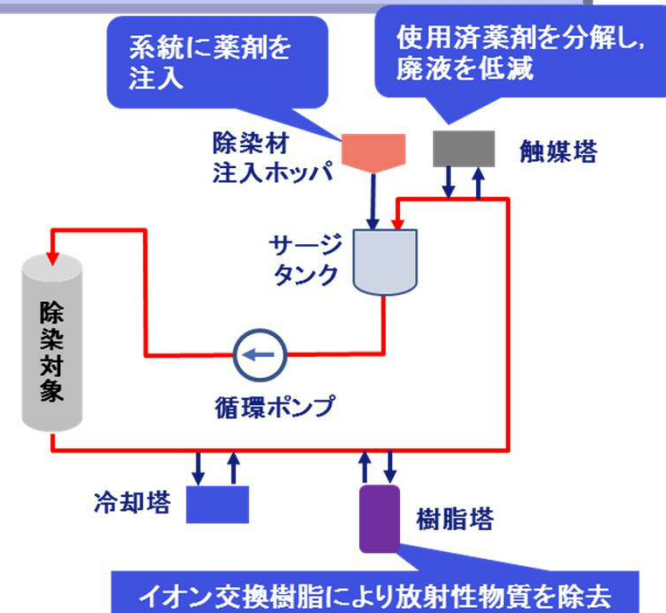 系統に薬剤を
注入
使用済薬剤を分解し,
廃液を低減
除染材
注入ホッパ
触媒塔
サージ
タンク
除染対象
循環ポンプ
冷却塔
樹脂塔
イオン交換樹脂により放射性物質を除去